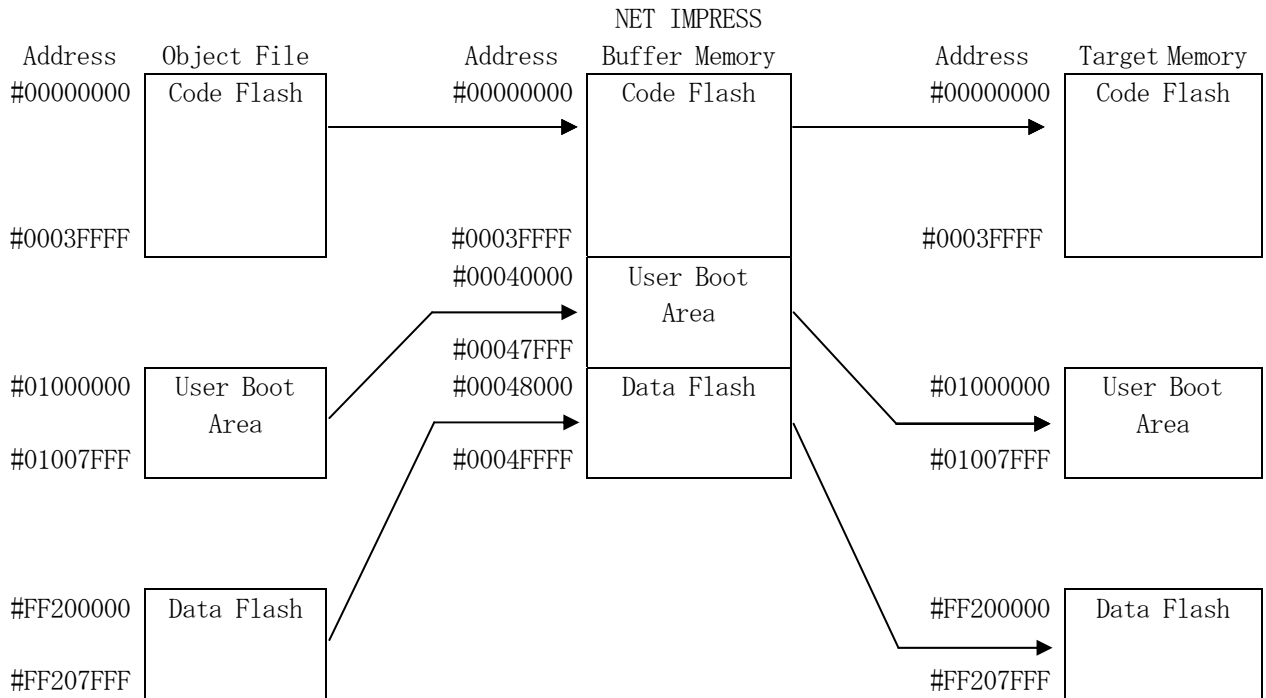 NET IMPRESS
Address Object File Address Buffer Memory Address Target Memory
#00000000 Code Flash #00000000 Code Flash #00000000 Code Flash
#0003FFFF #0003FFFF #0003FFFF
#00040000 User Boot
Area
#00047FFF
#01000000 User Boot #00048000 Data Flash #01000000 User Boot
Area Area
#01007FFF #0004FFFF #01007FFF
#FF200000 Data Flash #FF200000 Data Flash
#FF207FFF #FF207FFF